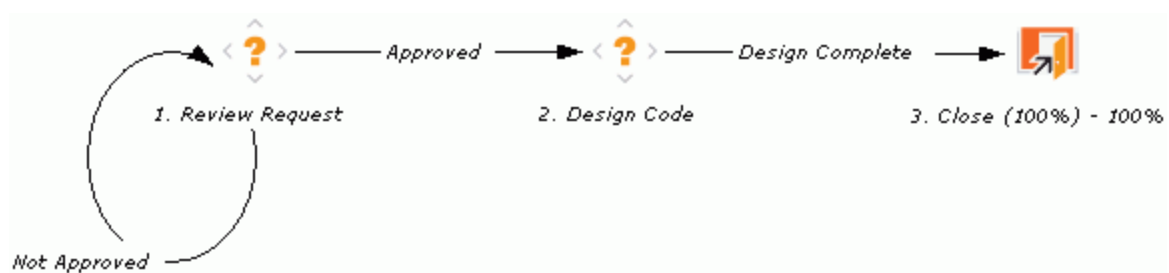 Approved
Design Complete
1. Review Request
2. Design Code
3. Close (100%) - 100%
Not Approved